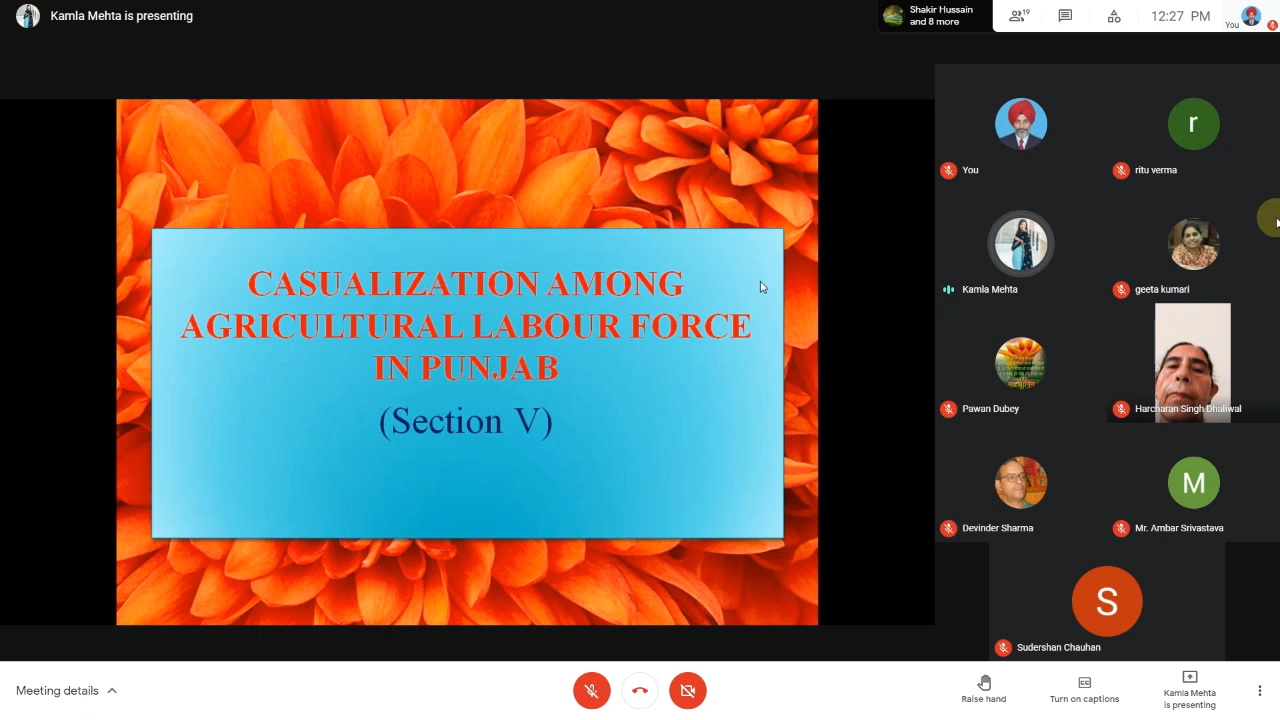 Kamla Mehta is presenting
Shakir Hussain
and 8 more
19
12:27 PM
You
CASUALIZATION AMONG
AGRICULTURAL LABOUR FORCE
IN PUNJAB
(Section V)
You
r
ritu verma
Kamla Mehta
geeta kumari
Pawan Dubey
Harcharan Singh Dhaliwal
Devinder Sharma
M
Mr. Ambar Srivastava
S
Sudershan Chauhan
Meeting details
Raise hand
Turn on captions
Kamla Mehta
is presenting